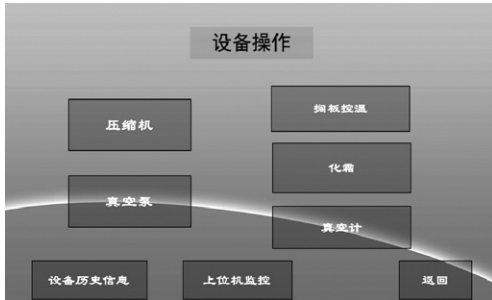 设备操作
压缩机
搁板控温
化霜
真空泵
真空计
设备历史信息
上位机监控
返回